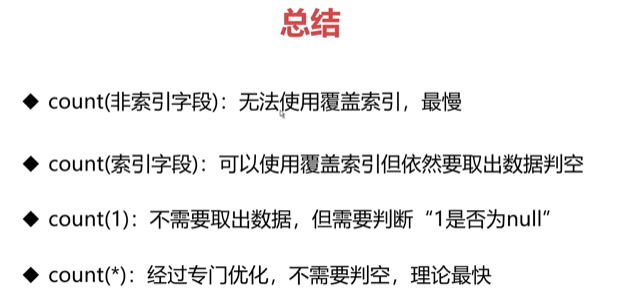 总结
◆ count(非索引字段)：无法使用覆盖索引，最慢
◆ count(索引字段)：可以使用覆盖索引但依然要取出数据判空
◆ count(1)：不需要取出数据，但需要判断“1是否为null”
◆ count(*)：经过专门优化，不需要判空，理论最快